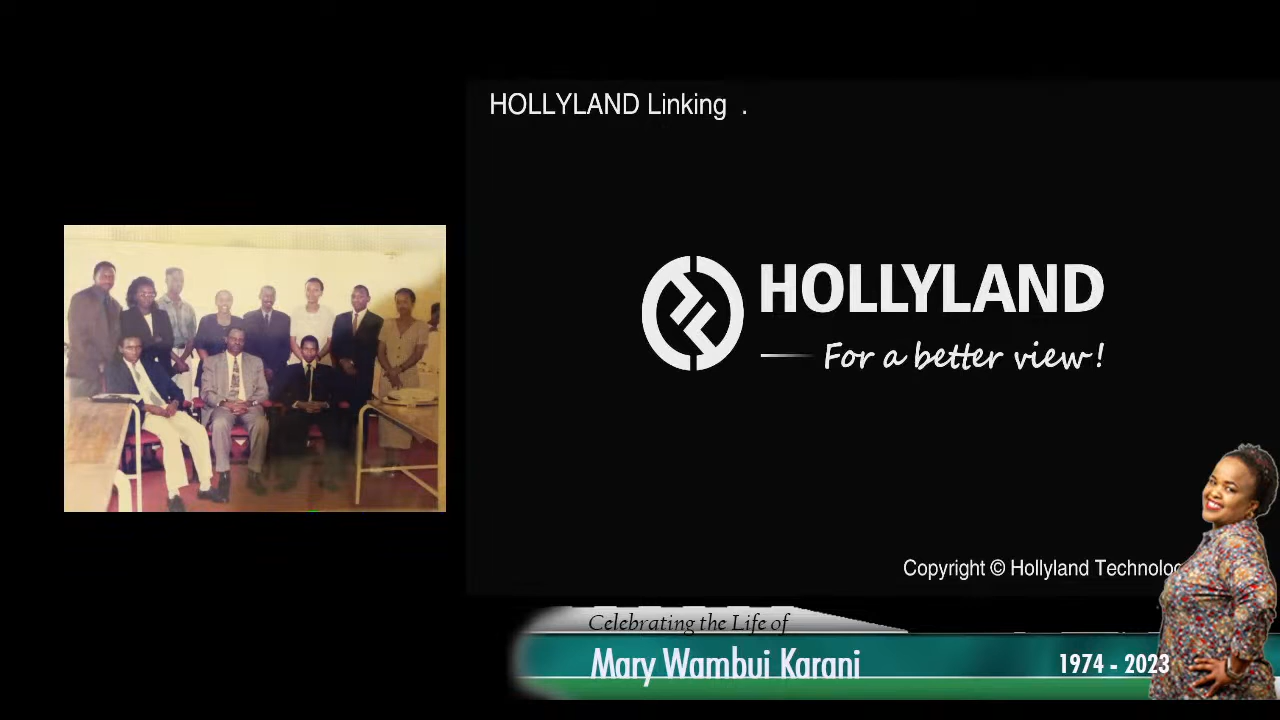 HOLLYLAND Linking .
HOLLYLAND
For a better view!
Copyright © Hollyland Technolog
Celebrating the Life of
Mary Wambui Karani
1974 - 2023